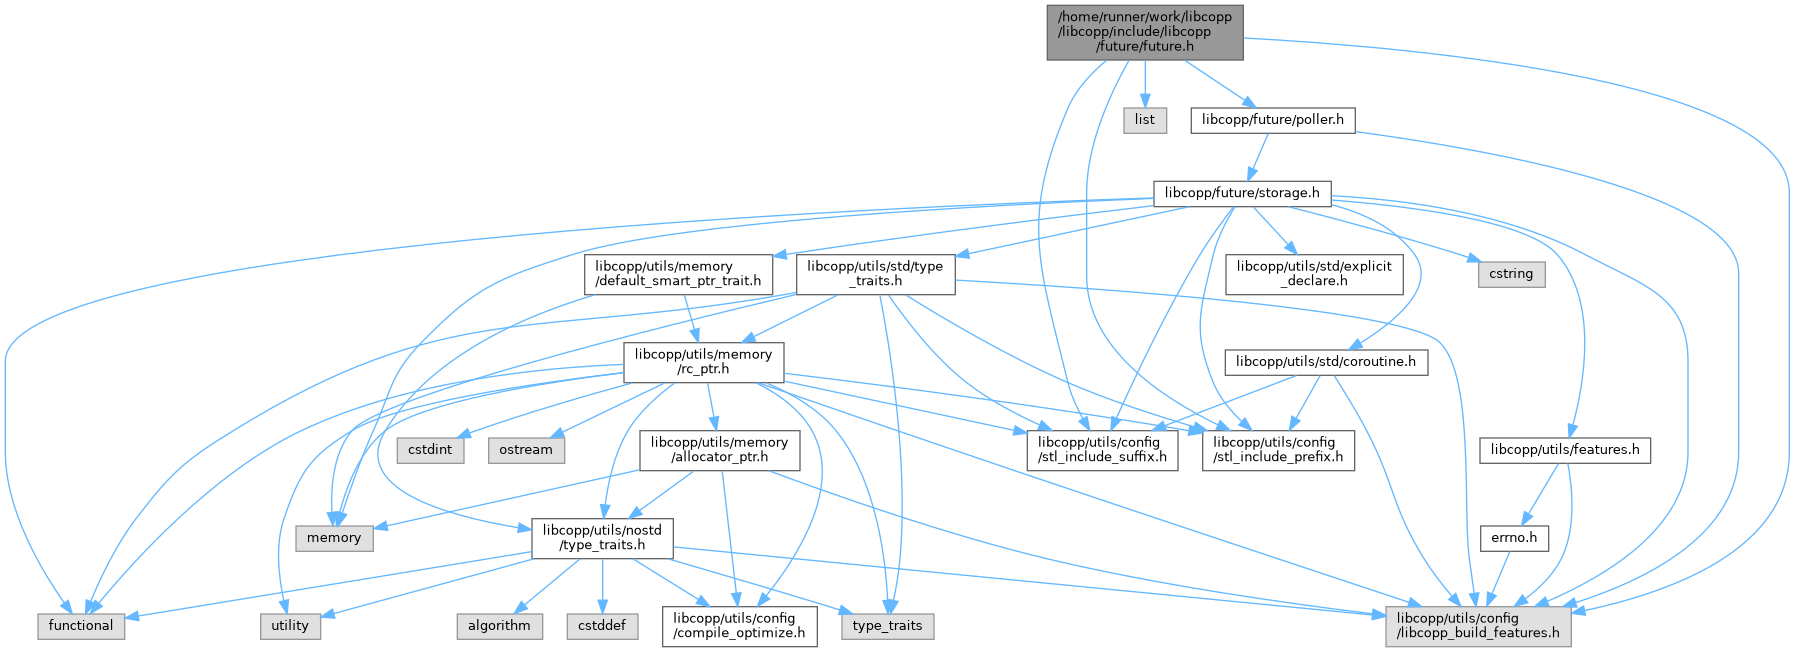 /home/runner/work/libcopp
/libcopp/include/libcopp
/future/future.h
list
libcopp/future/poller.h
libcopp/future/storage.h
libcopp/utils/memory
/default_smart_ptr_trait.h
libcopp/utils/std/type
_traits.h
libcopp/utils/std/explicit
_declare.h
cstring
libcopp/utils/memory
/rc_ptr.h
libcopp/utils/std/coroutine.h
cstdint
ostream
libcopp/utils/memory
/allocator_ptr.h
libcopp/utils/config
/stl_include_suffix.h
libcopp/utils/config
/stl_include_prefix.h
libcopp/utils/features.h
memory
libcopp/utils/nostd
/type_traits.h
errno.h
functional
utility
algorithm
cstddef
libcopp/utils/config
/compile_optimize.h
type_traits
libcopp/utils/config
/libcopp_build_features.h